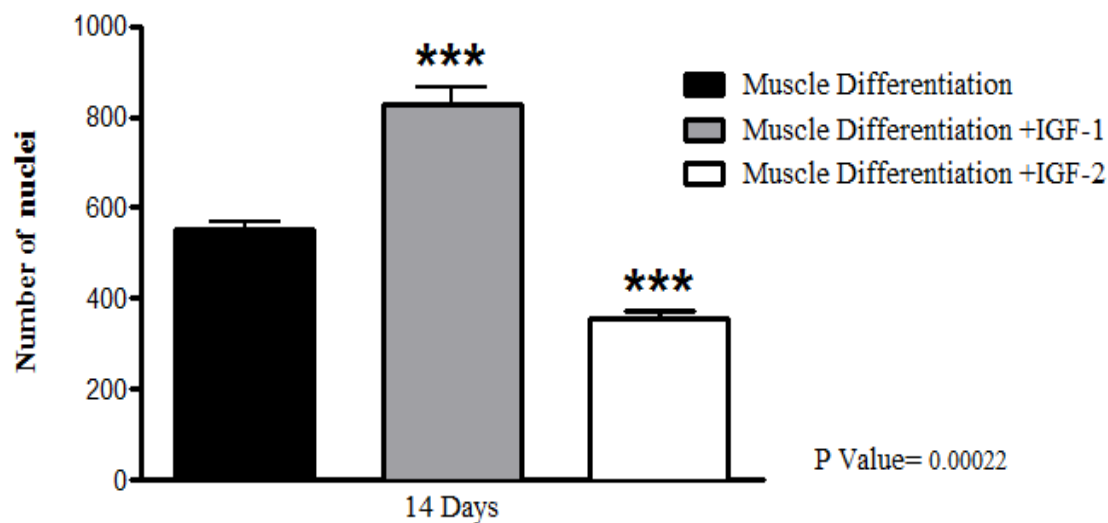 1000
800
600
400
200
0
Number of nuclei
***
***
14 Days
Muscle Differentiation
Muscle Differentiation +IGF-1
Muscle Differentiation +IGF-2
P Value= 0.00022